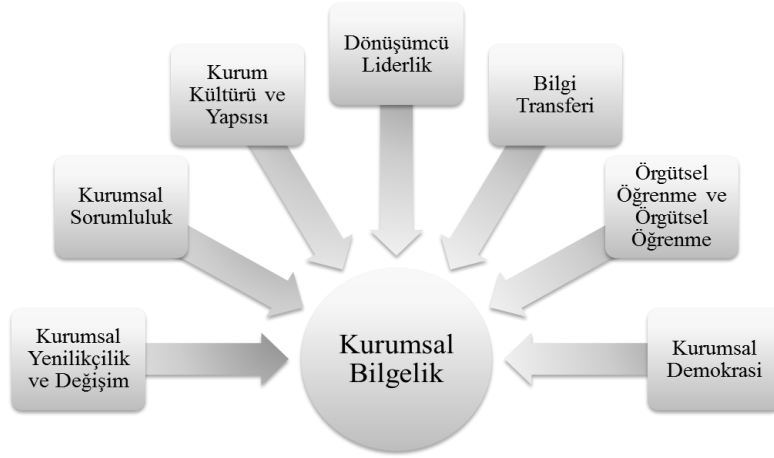 Kurumsal
Yenilikçilik
ve Değişim
Kurumsal
Sorumluluk
Kurum
Kültürü ve
Yapsısı
Dönüşümcü
Liderlik
Bilgi
Transferi
Örgütsel
Öğrenme ve
Örgütsel
Öğrenme
Kurumsal
Demokrasi
Kurumsal
Bilgelik